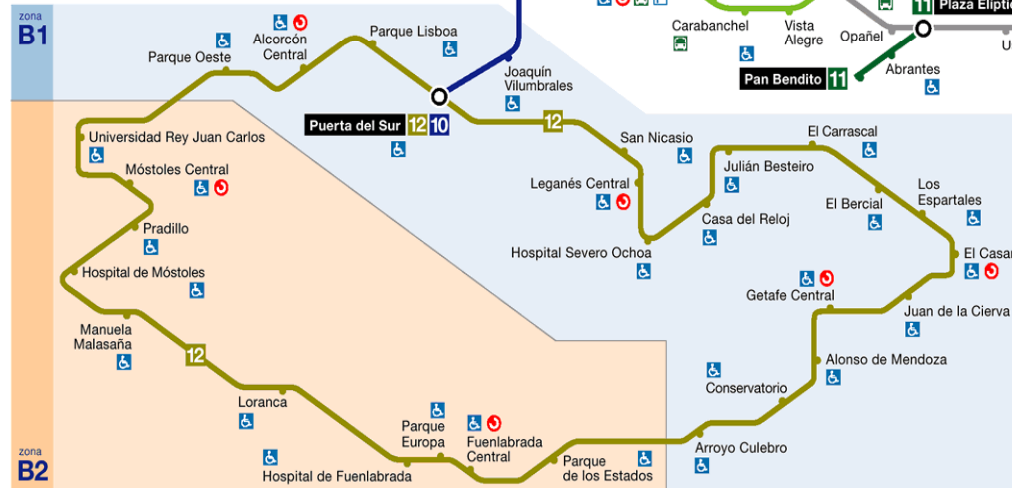 zona
B1
Parque Oeste
Alcorcón
Central
Parque Lisboa
Joaquín
Vilumbrales
Puerta del Sur 12 10
12
San Nicasio
Leganés Central
Hospital Severo Ochoa
Casa del Reloj
Julián Besteiro
El Carrascal
El Bercial
Los
Espartales
El Casar
Juan de la Cierva
Getafe Central
Alonso de Mendoza
Conservatorio
Arroyo Culebro
Parque
de los Estados
Fuenlabrada
Central
Parque
Europa
Hospital de Fuenlabrada
Loranca
12
Manuela
Malasaña
Hospital de Móstoles
Pradillo
Móstoles Central
Universidad Rey Juan Carlos
zona
B2
Carabanchel
Vista
Alegre
Opañel
11 Plaza Elíptic
Abrantes
Pan Bendito 11